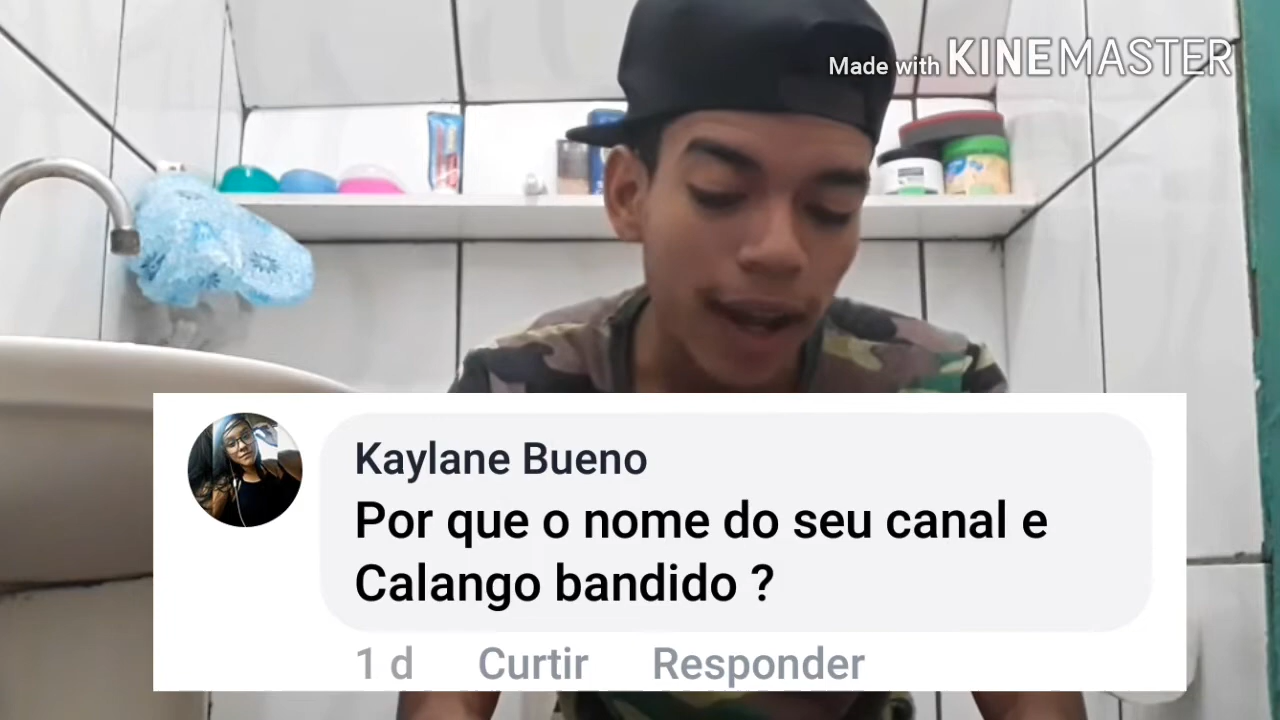 Made with KINEMASTER
Kaylane Bueno
Por que o nome do seu canal e
Calango bandido ?
1 d Curtir Responder